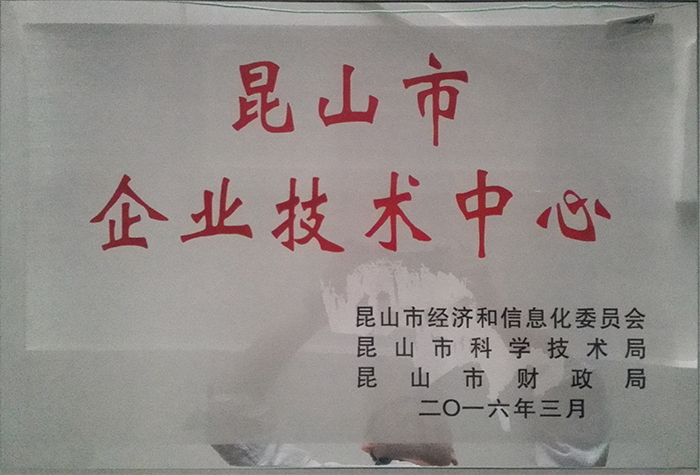 昆山市
企业技术中心
昆山市经济和信息化委员会
昆山市科学技术局
昆山市财政局
二〇一六年三月